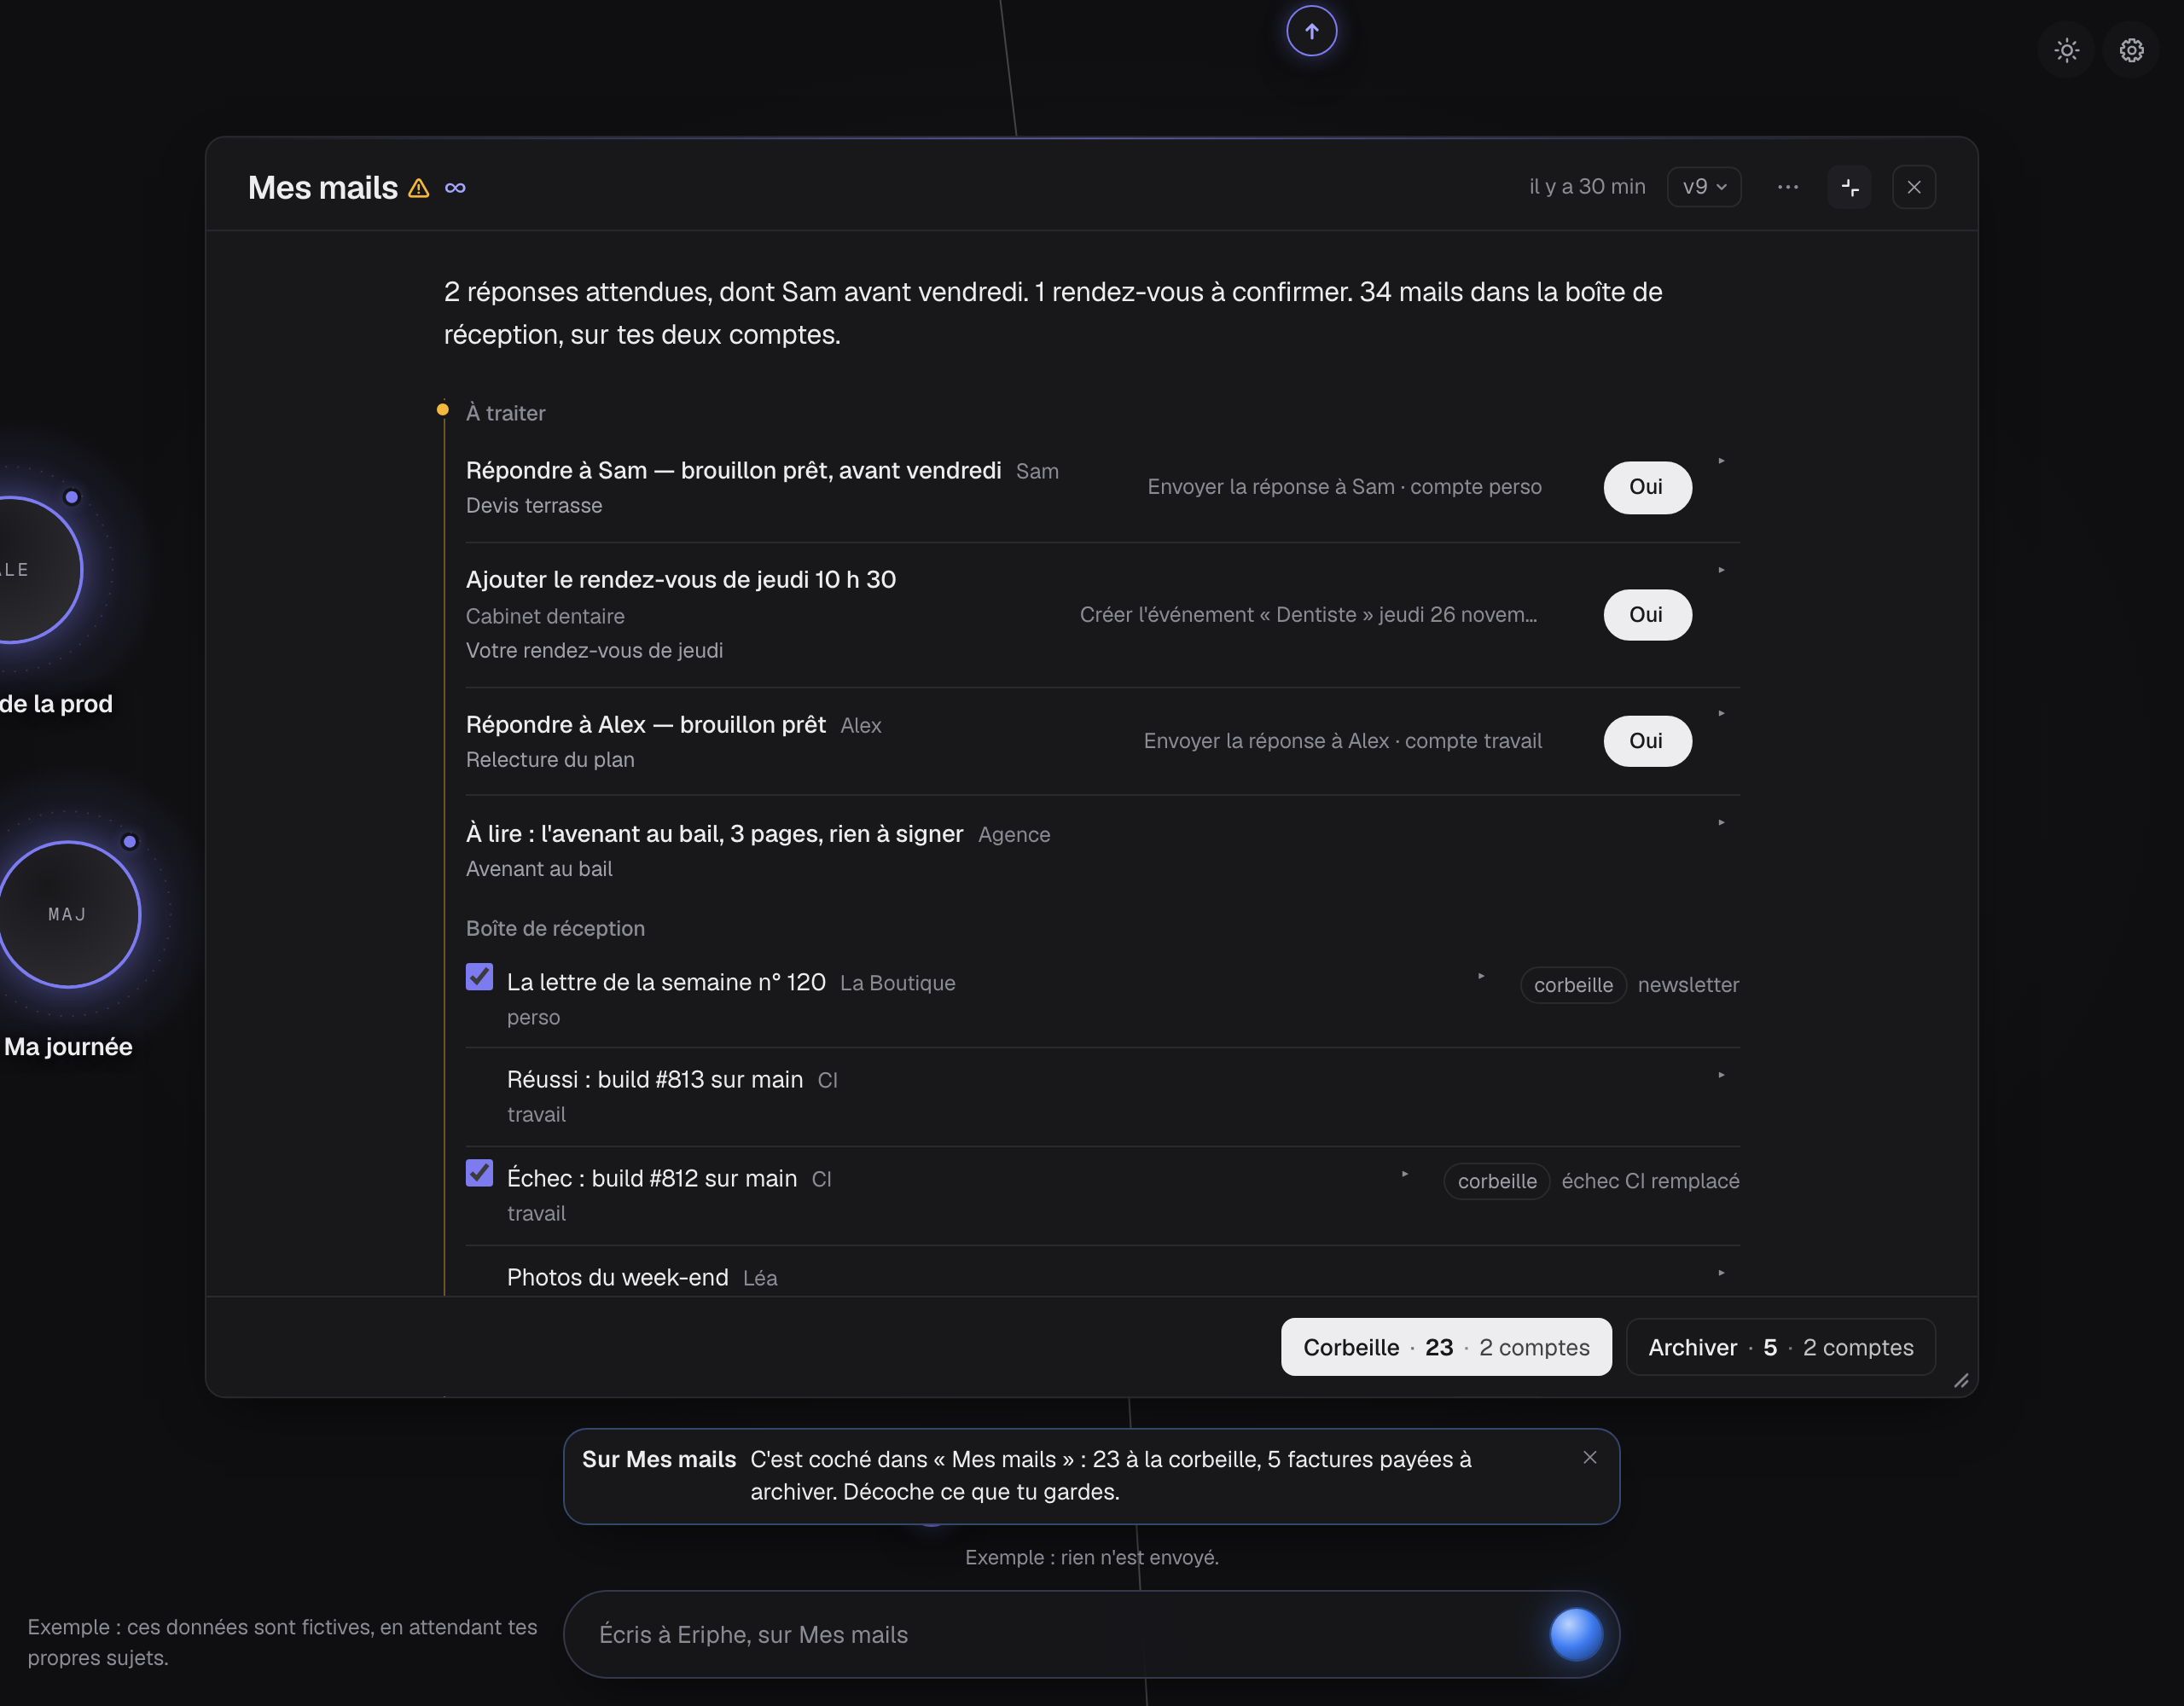 Mes mails
il y a 30 min
v9
2 réponses attendues, dont Sam avant vendredi. 1 rendez-vous à confirmer. 34 mails dans la boîte de
réception, sur tes deux comptes.
À traiter
Répondre à Sam — brouillon prêt, avant vendredi Sam
Devis terrasse
Envoyer la réponse à Sam · compte perso
Oui
Ajouter le rendez-vous de jeudi 10 h 30
Cabinet dentaire
Votre rendez-vous de jeudi
Créer l'événement « Dentiste » jeudi 26 novem…
Oui
Répondre à Alex — brouillon prêt Alex
Relecture du plan
Envoyer la réponse à Alex · compte travail
Oui
À lire : l'avenant au bail, 3 pages, rien à signer Agence
Avenant au bail
Boîte de réception
La lettre de la semaine n° 120 La Boutique
perso
corbeille newsletter
Réussi : build #813 sur main CI
travail
Échec : build #812 sur main CI
travail
corbeille échec CI remplacé
Photos du week-end Léa
Corbeille · 23 · 2 comptes
Archiver · 5 · 2 comptes
LE
de la prod
MAJ
Ma journée
Sur Mes mails C'est coché dans « Mes mails » : 23 à la corbeille, 5 factures payées à
archiver. Décoche ce que tu gardes.
Exemple : rien n'est envoyé.
Écris à Eriphe, sur Mes mails
Exemple : ces données sont fictives, en attendant tes
propres sujets.